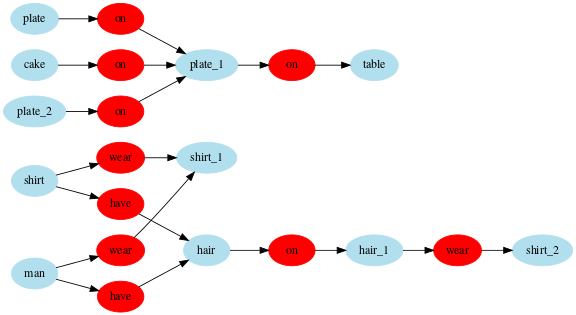 plate on
cake on plate_1 on table
plate_2 on
shirt wear shirt_1
have
man wear hair on hair_1 wear shirt_2
have